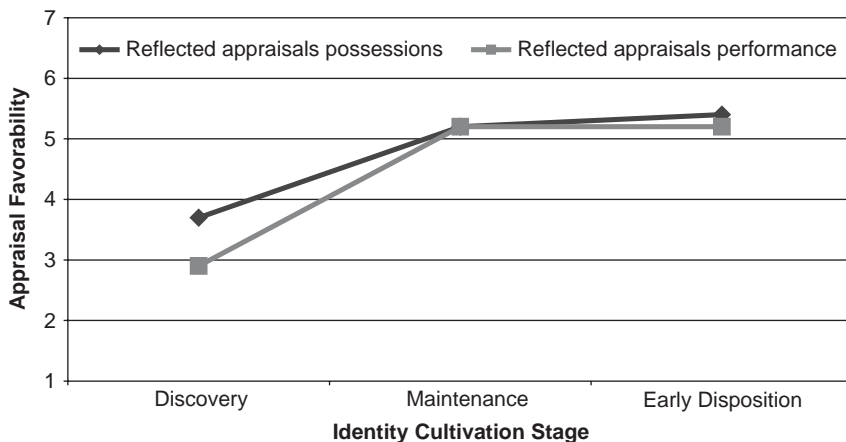 7
Reflected appraisals possessions Reflected appraisals performance
6
5
4
3
2
1
Appraisal Favorability
Discovery Maintenance Early Disposition
Identity Cultivation Stage